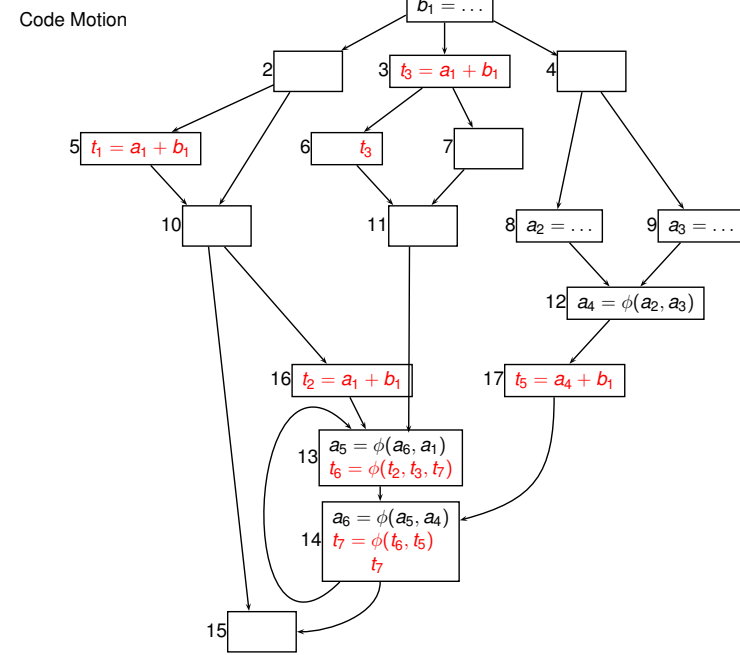 b₁ = …
Code Motion
2
3 t₃ = a₁ + b₁
4
5 t₁ = a₁ + b₁
6 t₃
7
10
11
8 a₂ = …
9 a₃ = …
12 a₄ = ϕ(a₂, a₃)
16 t₂ = a₁ + b₁
17 t₅ = a₄ + b₁
13
a₅ = ϕ(a₆, a₁)
t₆ = ϕ(t₂, t₃, t₇)
14
a₆ = ϕ(a₅, a₄)
t₇ = ϕ(t₆, t₅)
t₇
15